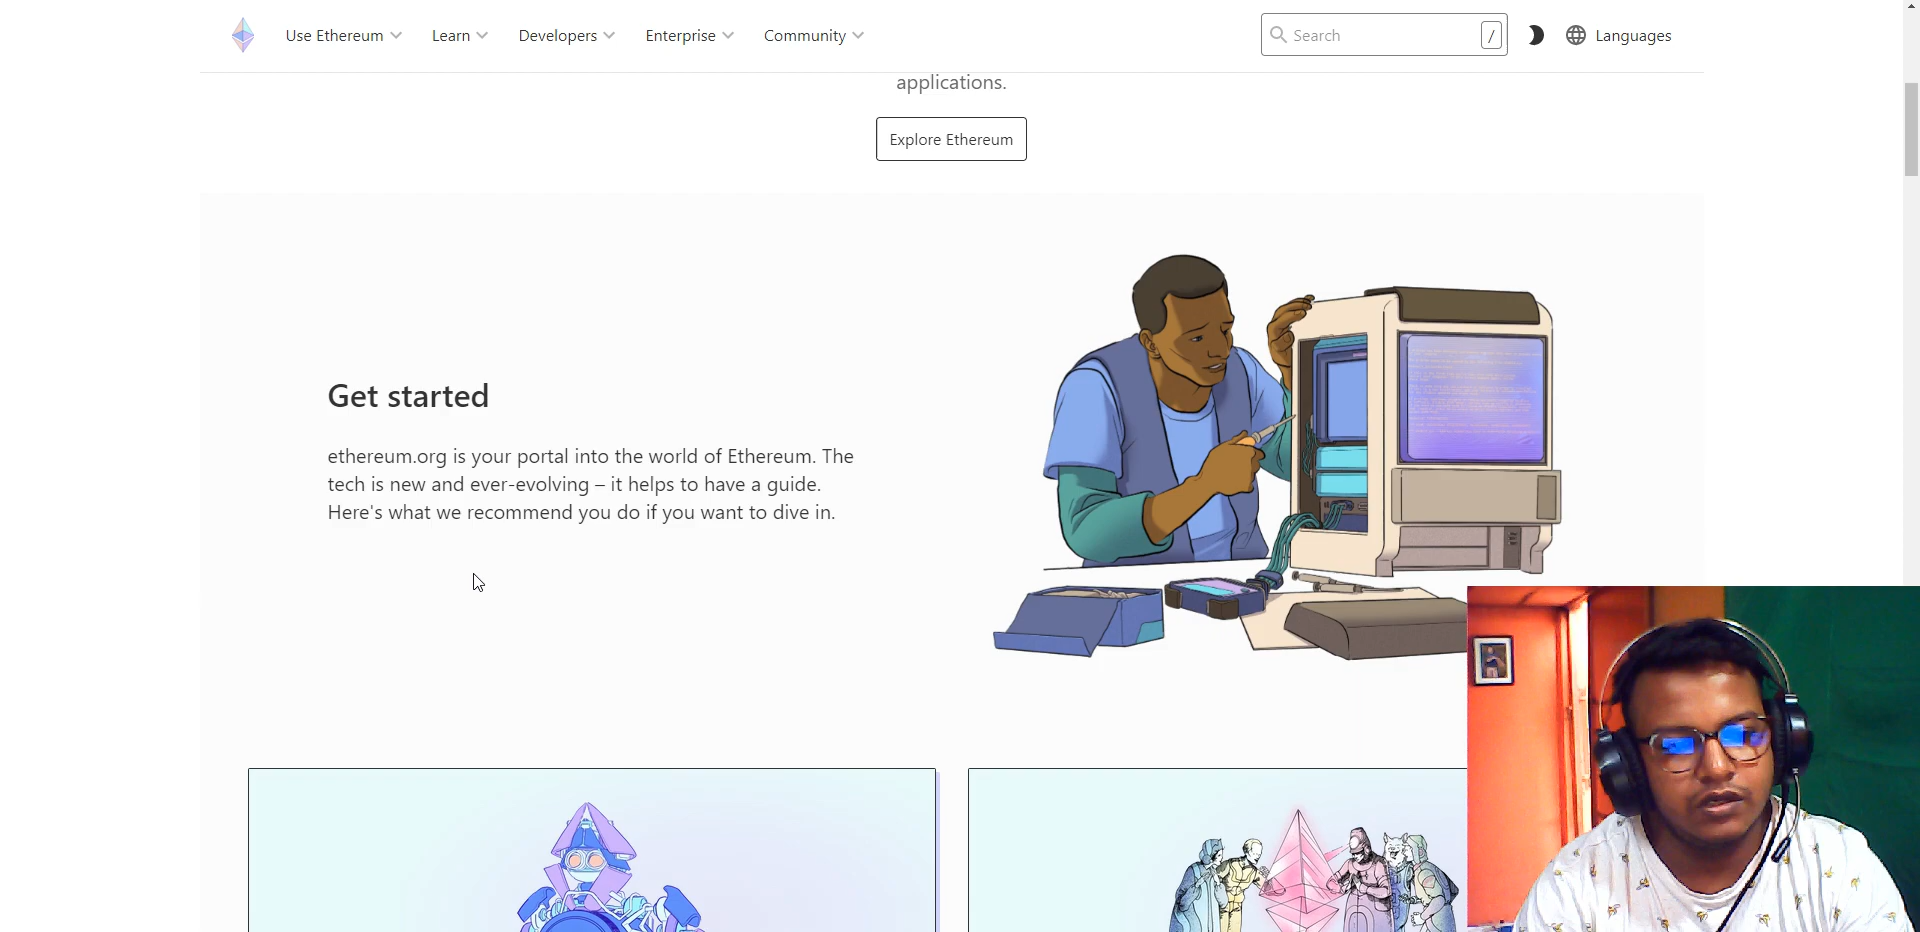 Use Ethereum
Learn
Developers
Enterprise
Community
Search
/
Languages
applications.
Explore Ethereum
Get started
ethereum.org is your portal into the world of Ethereum. The
tech is new and ever-evolving – it helps to have a guide.
Here's what we recommend you do if you want to dive in.